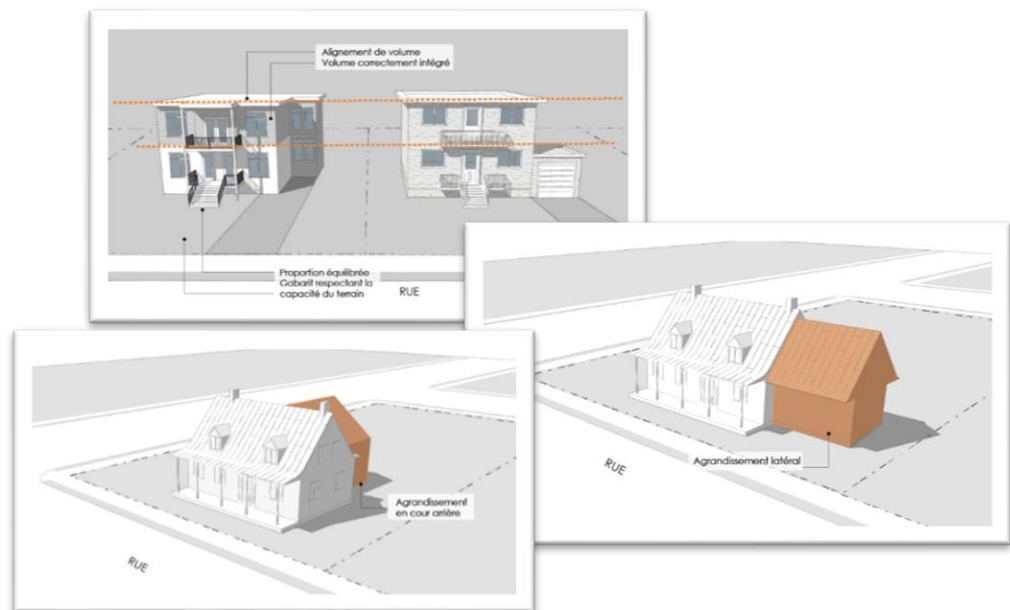 Alignement de volume
Volume correctement intégré
Proportion équilibrée
Gabarit respectant la
capacité du terrain
RUE
Agrandissement latéral
RUE
Agrandissement
en cour arrière
RUE